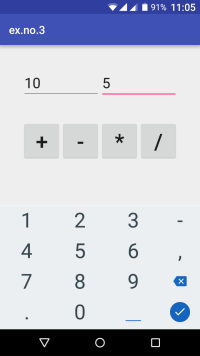 91% 11:05
ex.no.3
10 5
+ - * /
1 2 3 -
4 5 6 ,
7 8 9
. 0 _